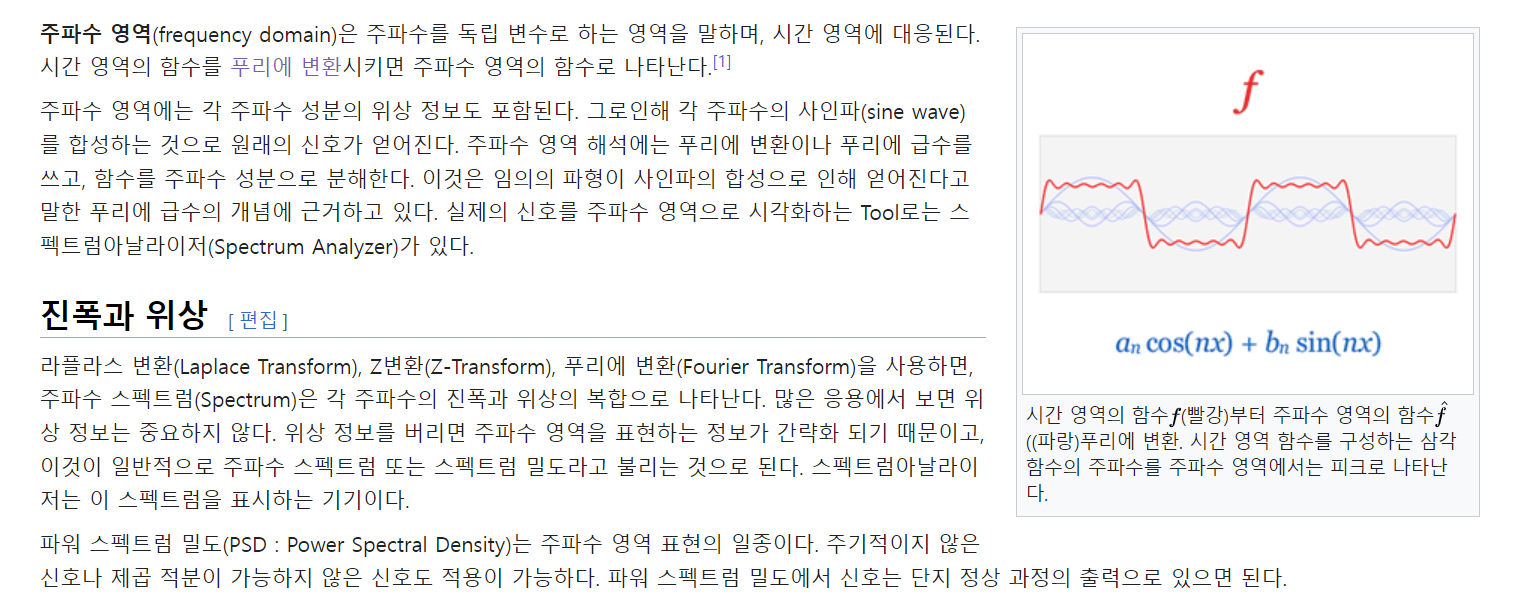 주파수 영역(frequency domain)은 주파수를 독립 변수로 하는 영역을 말하며, 시간 영역에 대응된다.
시간 영역의 함수를 푸리에 변환시키면 주파수 영역의 함수로 나타난다.[1]
주파수 영역에는 각 주파수 성분의 위상 정보도 포함된다. 그로인해 각 주파수의 사인파(sine wave)
를 합성하는 것으로 원래의 신호가 얻어진다. 주파수 영역 해석에는 푸리에 변환이나 푸리에 급수를
쓰고, 함수를 주파수 성분으로 분해한다. 이것은 임의의 파형이 사인파의 합성으로 인해 얻어진다고
말한 푸리에 급수의 개념에 근거하고 있다. 실제의 신호를 주파수 영역으로 시각화하는 Tool로는 스
펙트럼아날라이저(Spectrum Analyzer)가 있다.
진폭과 위상 [ 편집 ]
라플라스 변환(Laplace Transform), Z변환(Z-Transform), 푸리에 변환(Fourier Transform)을 사용하면,
주파수 스펙트럼(Spectrum)은 각 주파수의 진폭과 위상의 복합으로 나타난다. 많은 응용에서 보면 위
상 정보는 중요하지 않다. 위상 정보를 버리면 주파수 영역을 표현하는 정보가 간략화 되기 때문이고,
이것이 일반적으로 주파수 스펙트럼 또는 스펙트럼 밀도라고 불리는 것으로 된다. 스펙트럼아날라이
저는 이 스펙트럼을 표시하는 기기이다.
파워 스펙트럼 밀도(PSD : Power Spectral Density)는 주파수 영역 표현의 일종이다. 주기적이지 않은
신호나 제곱 적분이 가능하지 않은 신호도 적용이 가능하다. 파워 스펙트럼 밀도에서 신호는 단지 정상 과정의 출력으로 있으면 된다.
f
aₙ cos(nx) + bₙ sin(nx)
시간 영역의 함수f(빨강)부터 주파수 영역의 함수f̂
((파랑)푸리에 변환. 시간 영역 함수를 구성하는 삼각
함수의 주파수를 주파수 영역에서는 피크로 나타난
다.